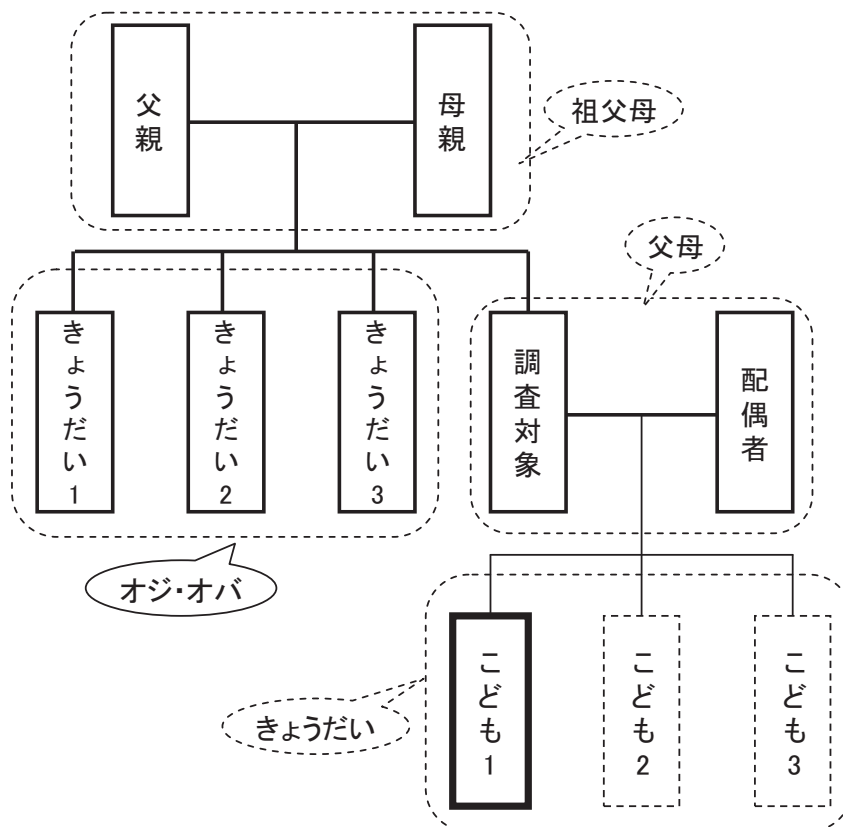 父親
母親
祖父母
父母
きょうだい1
きょうだい2
きょうだい3
調査対象
配偶者
オジ・オバ
こども1
こども2
こども3
きょうだい